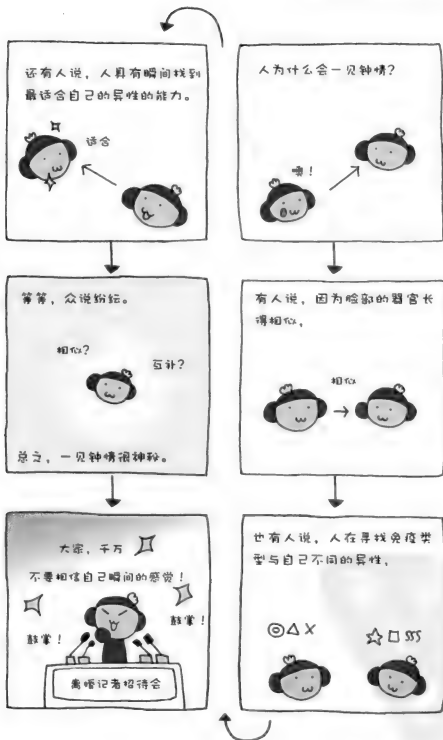 人为什么会一见钟情？
噢！
有人说，因为脸部的器官长
得相似，
相似
也有人说，人在寻找免疫类
型与自己不同的异性，
◎△X
☆□SSS
还有人说，人具有瞬间找到
最适合自己的异性的能力。
适合
等等，众说纷纭。
相似？
互补？
总之，一见钟情很神秘。
大家，千万
不要相信自己瞬间的感觉！
鼓掌！
鼓掌！
离婚记者招待会